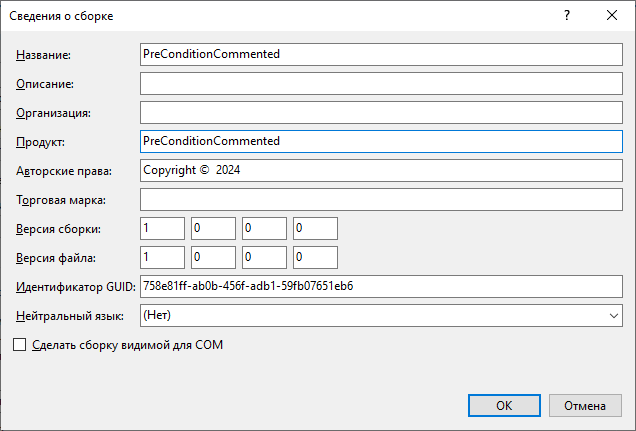 Сведения о сборке ?
Название: PreConditionCommented
Описание:
Организация:
Продукт: PreConditionCommented
Авторские права: Copyright © 2024
Торговая марка:
Версия сборки: 1 0 0 0
Версия файла: 1 0 0 0
Идентификатор GUID: 758e81ff-ab0b-456f-adb1-59fb07651eb6
Нейтральный язык: (Нет)
Сделать сборку видимой для COM
OK Отмена